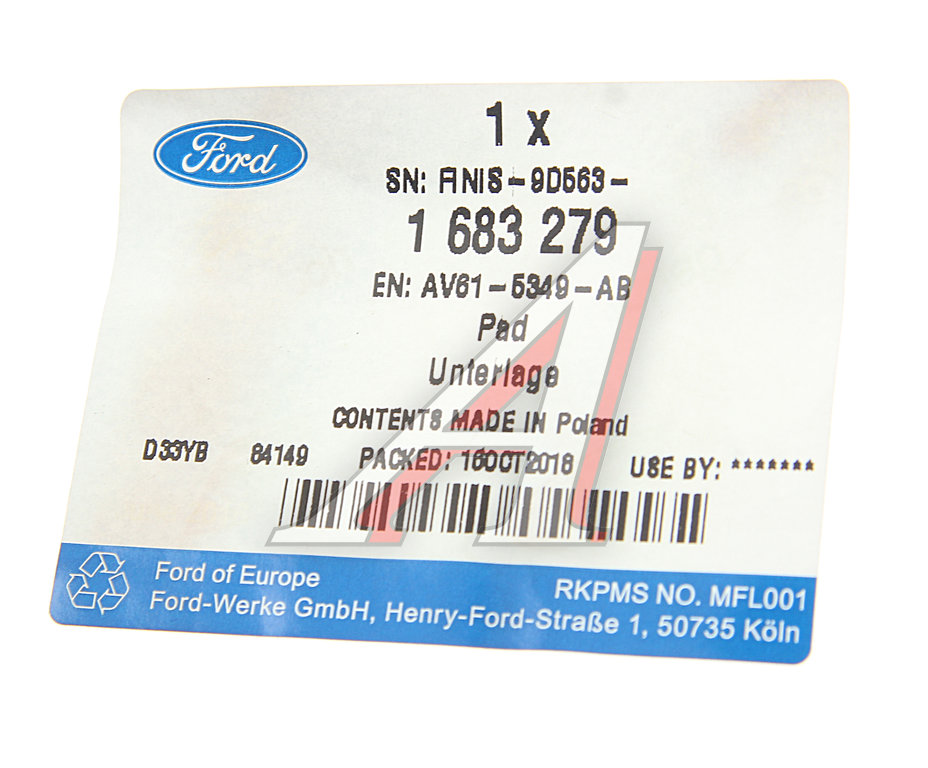 Ford
1 x
SN: FINIS-9D563-
1 683 279
EN: AV61-5349-AB
Pad
Unterlage
CONTENTS MADE IN Poland
D33YB 84149 PACKED: 16OCT2018 USE BY: *******
Ford of Europe
Ford-Werke GmbH, Henry-Ford-Straße 1, 50735 Köln
RKPMS NO. MFL001